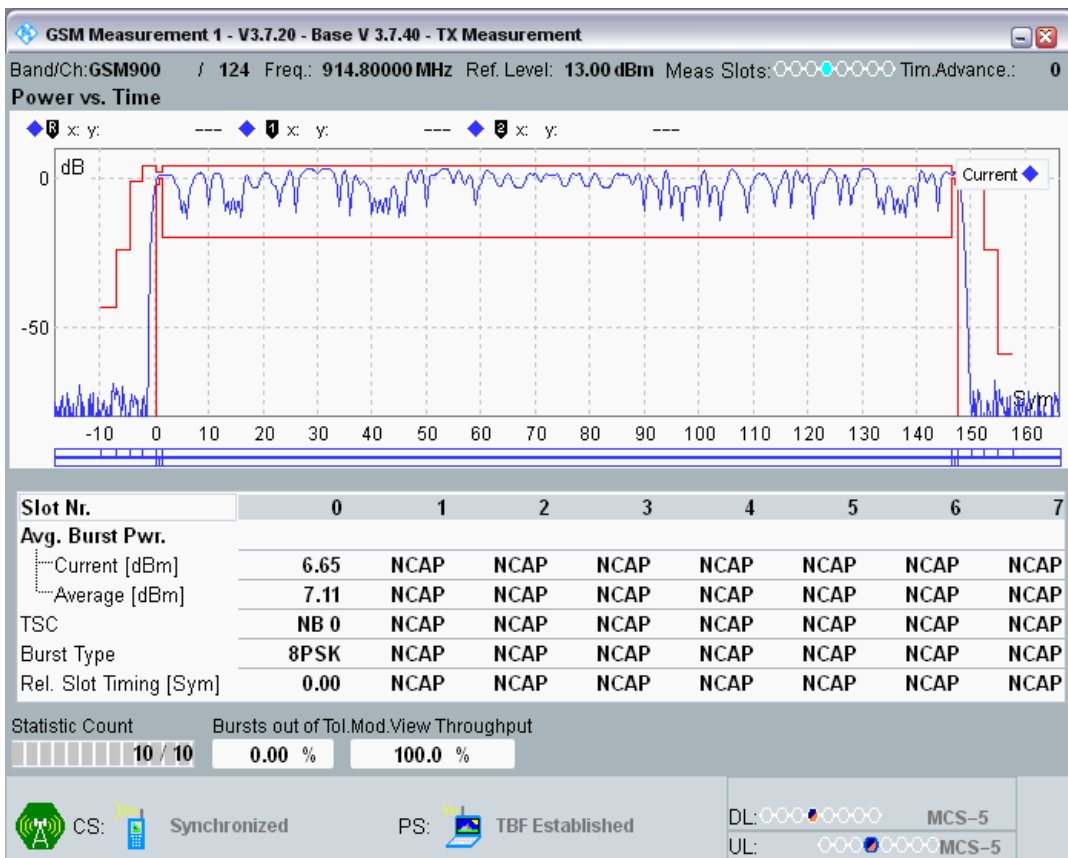 GSM Measurement 1 - V3.7.20 - Base V 3.7.40 - TX Measurement
Band/Ch:GSM900 / 124 Freq.: 914.80000 MHz Ref. Level: 13.00 dBm Meas Slots: Tim.Advance.: 0
Power vs. Time
R x: y: --- 1 x: y: --- 2 x: y: ---
dB
Current
0
-50
Sym
-10 0 10 20 30 40 50 60 70 80 90 100 110 120 130 140 150 160
Slot Nr. 0 1 2 3 4 5 6 7
Avg. Burst Pwr.
Current [dBm] 6.65 NCAP NCAP NCAP NCAP NCAP NCAP NCAP
Average [dBm] 7.11 NCAP NCAP NCAP NCAP NCAP NCAP NCAP
TSC NB 0 NCAP NCAP NCAP NCAP NCAP NCAP NCAP
Burst Type 8PSK NCAP NCAP NCAP NCAP NCAP NCAP NCAP
Rel. Slot Timing [Sym] 0.00 NCAP NCAP NCAP NCAP NCAP NCAP NCAP
Statistic Count Bursts out of Tol.Mod.View Throughput
10 / 10 0.00 % 100.0 %
CS: Synchronized PS: TBF Established
DL: MCS-5
UL: MCS-5